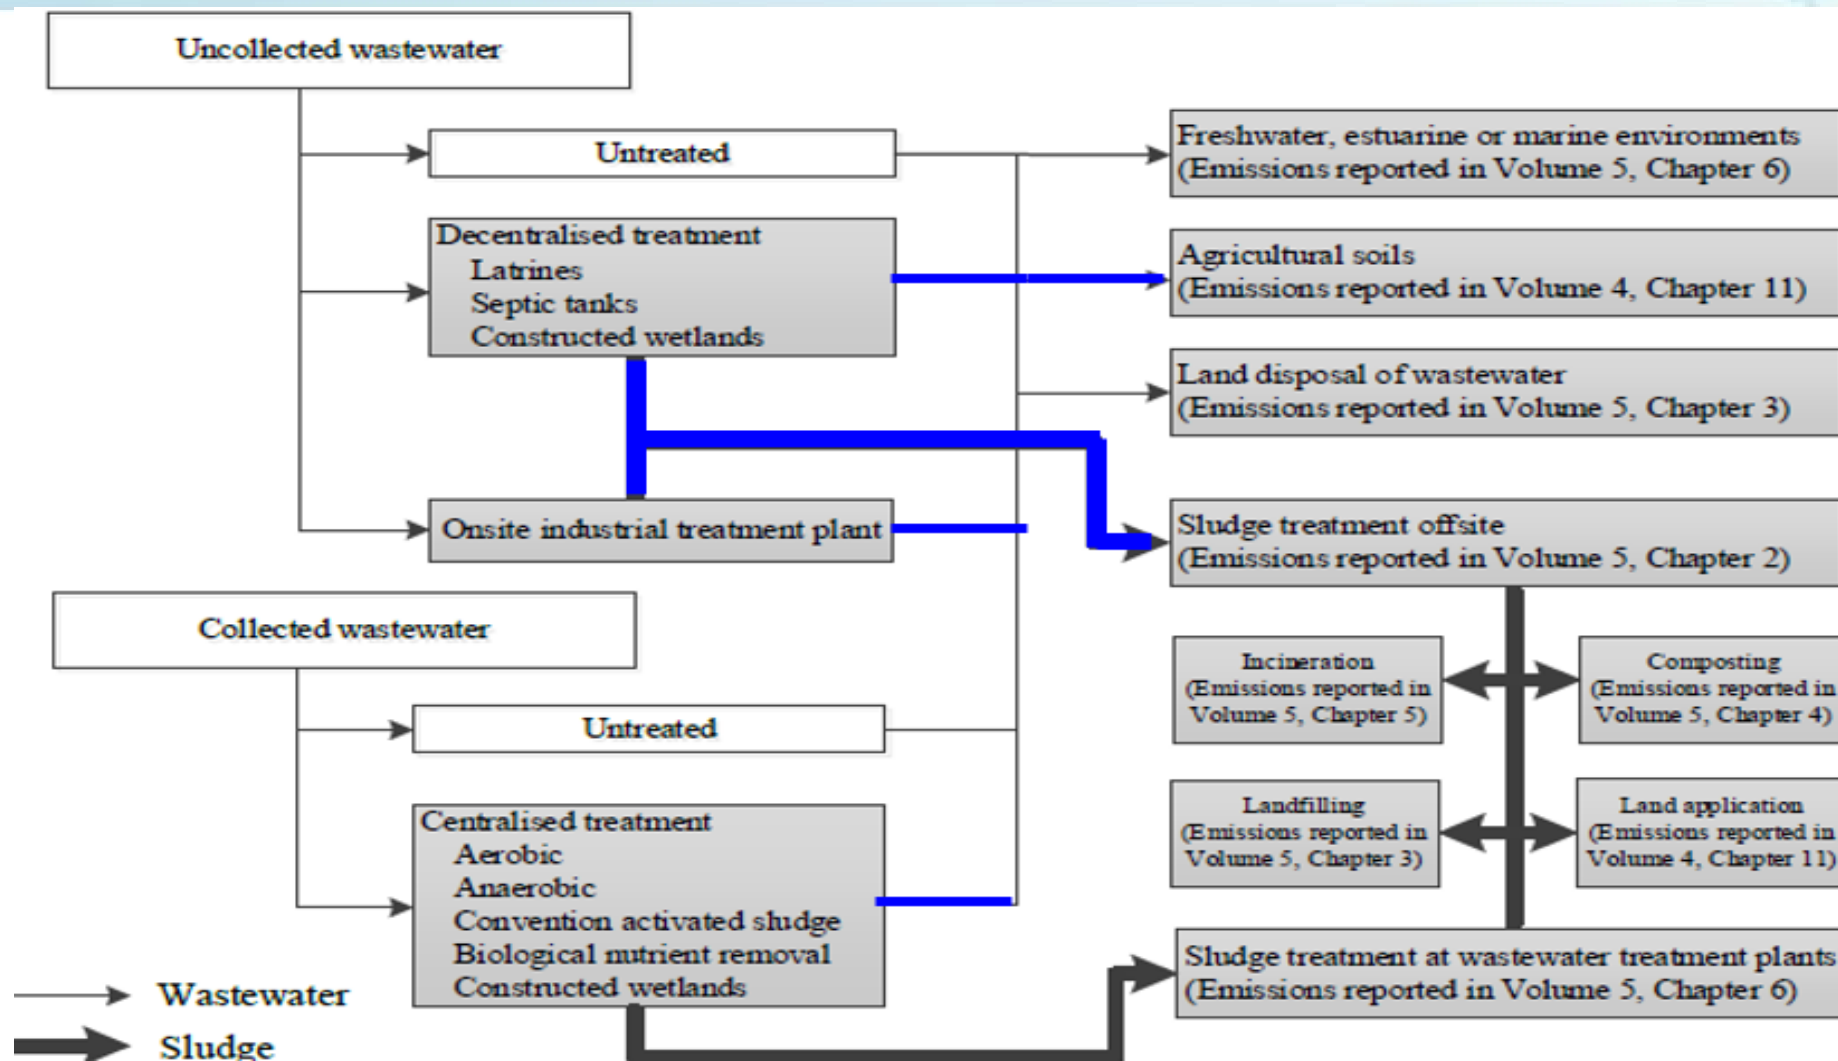 Uncollected wastewater
Untreated
Decentralised treatment
Latrines
Septic tanks
Constructed wetlands
Onsite industrial treatment plant
Collected wastewater
Untreated
Centralised treatment
Aerobic
Anaerobic
Convention activated sludge
Biological nutrient removal
Constructed wetlands
Wastewater
Sludge
Freshwater, estuarine or marine environments
(Emissions reported in Volume 5, Chapter 6)
Agricultural soils
(Emissions reported in Volume 4, Chapter 11)
Land disposal of wastewater
(Emissions reported in Volume 5, Chapter 3)
Sludge treatment offsite
(Emissions reported in Volume 5, Chapter 2)
Incineration
(Emissions reported in
Volume 5, Chapter 5)
Composting
(Emissions reported in
Volume 5, Chapter 4)
Landfilling
(Emissions reported in
Volume 5, Chapter 3)
Land application
(Emissions reported in
Volume 4, Chapter 11)
Sludge treatment at wastewater treatment plants
(Emissions reported in Volume 5, Chapter 6)